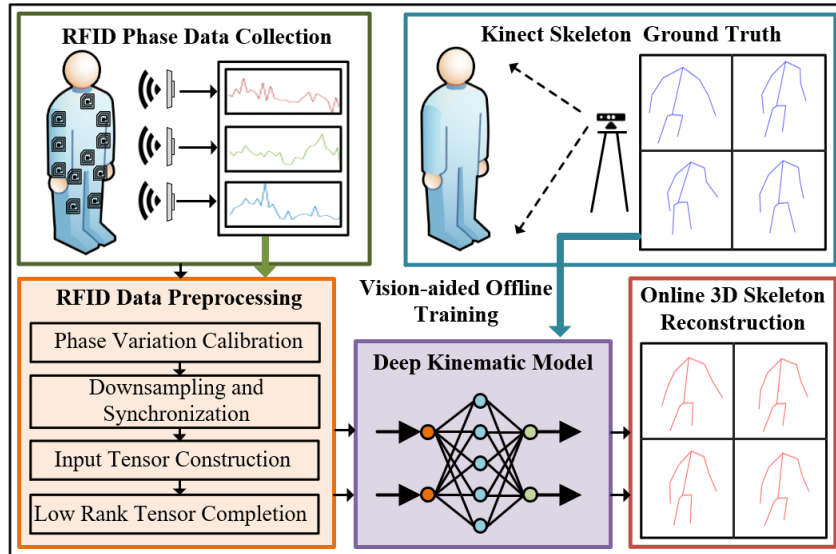 RFID Phase Data Collection
Kinect Skeleton Ground Truth
RFID Data Preprocessing
Phase Variation Calibration
Downsampling and
Synchronization
Input Tensor Construction
Low Rank Tensor Completion
Vision-aided Offline
Training
Deep Kinematic Model
Online 3D Skeleton
Reconstruction